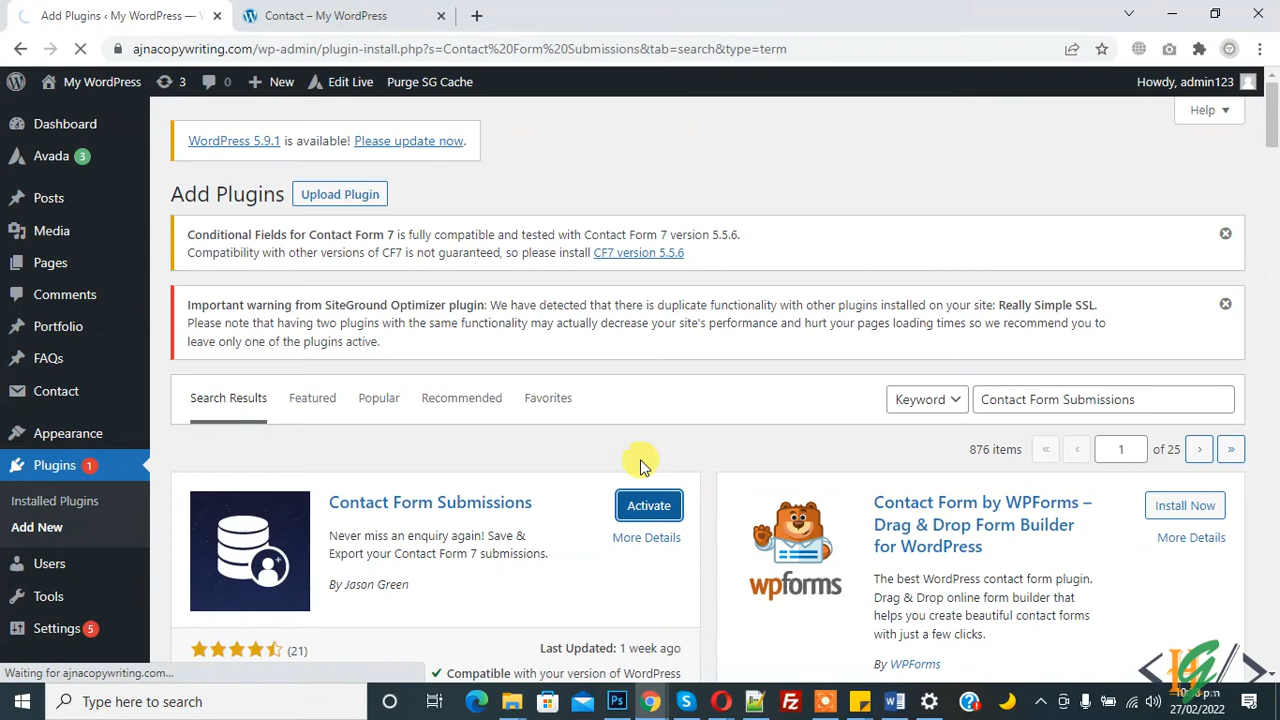 Add Plugins ‹ My WordPress —
Contact – My WordPress
ajnacopywriting.com/wp-admin/plugin-install.php?s=Contact%20Form%20Submissions&tab=search&type=term
My WordPress
3
0
New
Edit Live
Purge SG Cache
Howdy, admin123
Help
Dashboard
Avada 3
Posts
Media
Pages
Comments
Portfolio
FAQs
Contact
Appearance
Plugins 1
Installed Plugins
Add New
Users
Tools
Settings 5
WordPress 5.9.1 is available! Please update now.
Add Plugins
Upload Plugin
Conditional Fields for Contact Form 7 is fully compatible and tested with Contact Form 7 version 5.5.6.
Compatibility with other versions of CF7 is not guaranteed, so please install CF7 version 5.5.6
Important warning from SiteGround Optimizer plugin: We have detected that there is duplicate functionality with other plugins installed on your site: Really Simple SSL.
Please note that having two plugins with the same functionality may actually decrease your site's performance and hurt your pages loading times so we recommend you to
leave only one of the plugins active.
Search Results
Featured
Popular
Recommended
Favorites
Keyword
Contact Form Submissions
876 items
«
‹
1
of 25
›
»
Contact Form Submissions
Activate
More Details
Never miss an enquiry again! Save &
Export your Contact Form 7 submissions.
By Jason Green
(21)
Last Updated: 1 week ago
Compatible with your version of WordPress
wpforms
Contact Form by WPForms –
Drag & Drop Form Builder
for WordPress
Install Now
More Details
The best WordPress contact form plugin.
Drag & Drop online form builder that
helps you create beautiful contact forms
with just a few clicks.
By WPForms
Waiting for ajnacopywriting.com...
Type here to search
27/02/2022